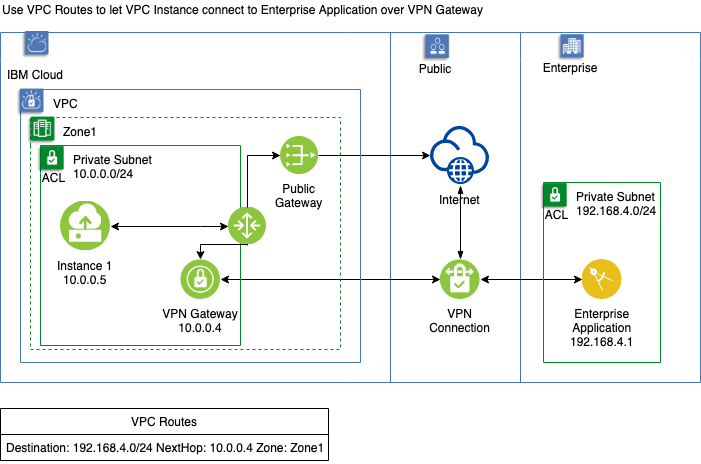 Use VPC Routes to let VPC Instance connect to Enterprise Application over VPN Gateway
IBM Cloud
Public
Enterprise
VPC
Zone1
Private Subnet
10.0.0.0/24
ACL
Public
Gateway
Internet
Private Subnet
192.168.4.0/24
ACL
Instance 1
10.0.0.5
VPN Gateway
10.0.0.4
VPN
Connection
Enterprise
Application
192.168.4.1
VPC Routes
Destination: 192.168.4.0/24 NextHop: 10.0.0.4 Zone: Zone1